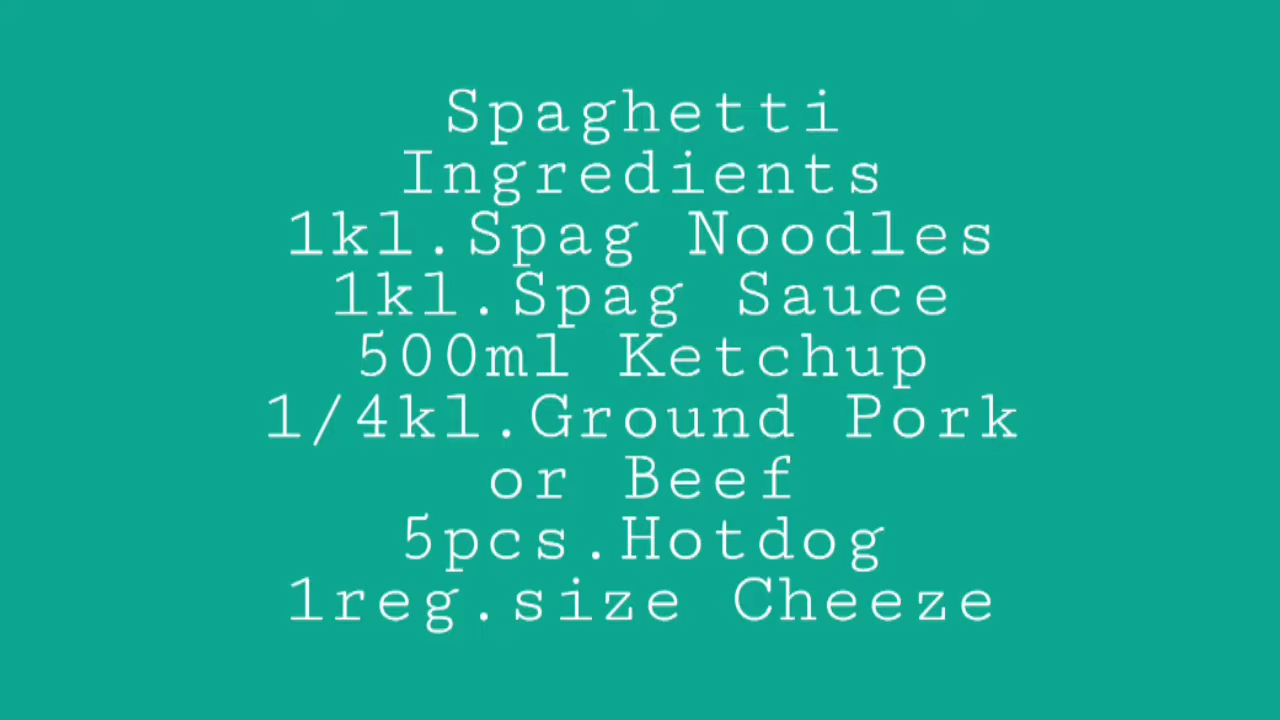 Spaghetti
Ingredients
1kl.Spag Noodles
1kl.Spag Sauce
500ml Ketchup
1/4kl.Ground Pork
or Beef
5pcs.Hotdog
1reg.size Cheeze